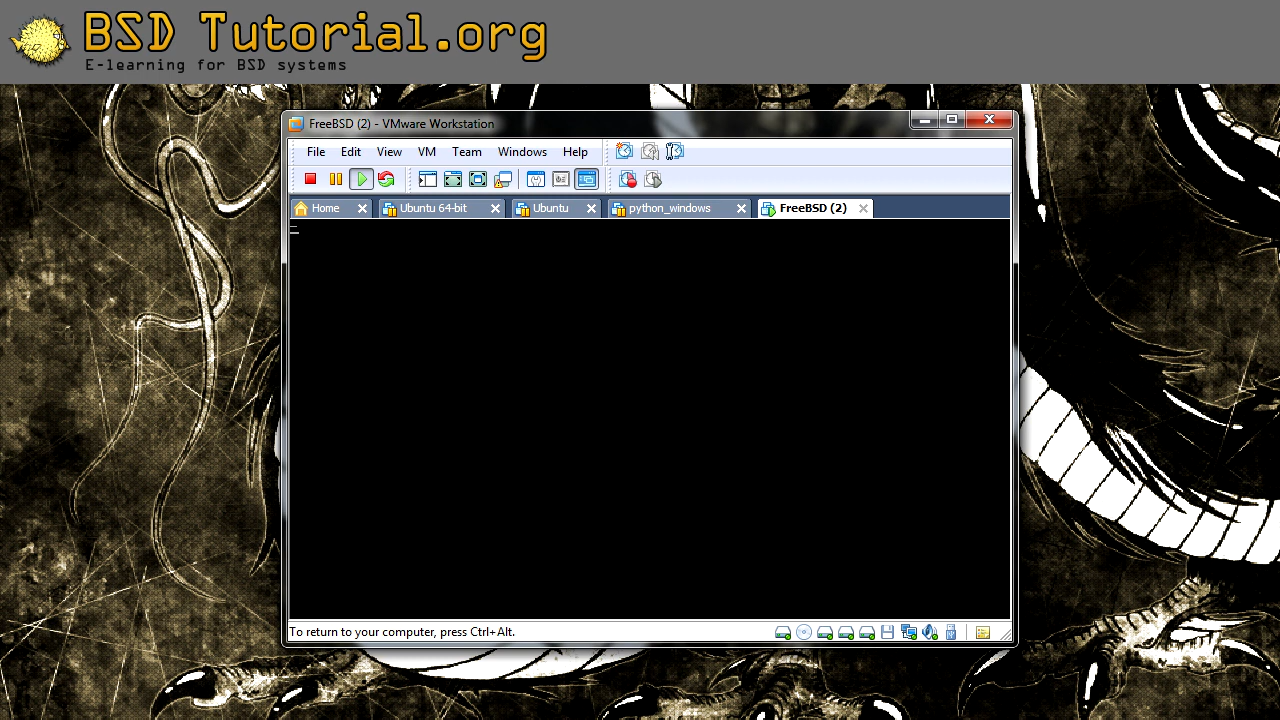 BSD Tutorial.org
E-learning for BSD systems
FreeBSD (2) - VMware Workstation
File Edit View VM Team Windows Help
Home Ubuntu 64-bit Ubuntu python_windows FreeBSD (2)
To return to your computer, press Ctrl+Alt.